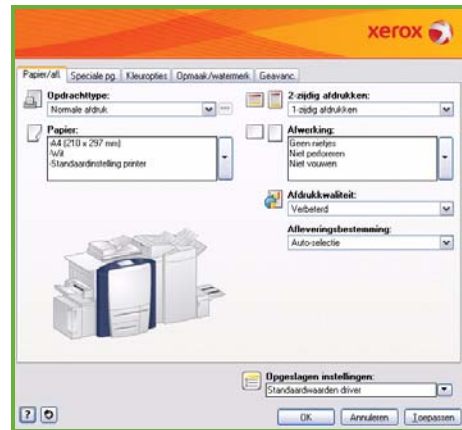 xerox
Papier/afl. Speciale pg. Kleuropties Opmaak/watermerk Geavanc.
Opdrachttype:
Normale afdruk
2-zijdig afdrukken:
1-zijdig afdrukken
Papier:
-A4 (210 x 297 mm)
-Wit
-Standaardinstelling printer
Afwerking:
Geen nietjes
Niet perforeren
Niet vouwen
Afdrukkwaliteit:
Verbeterd
Afleveringsbestemming:
Auto-selectie
Opgeslagen instellingen:
Standaardwaarden driver
?
OK Annuleren Toepassen